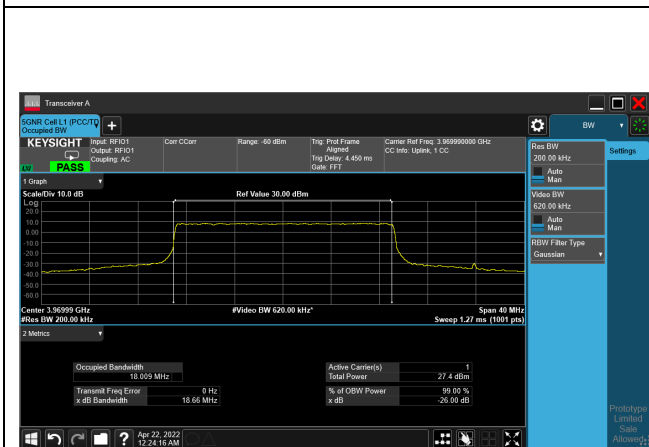 Transceiver A
5GNR Cell L1 (PCC/TD
Occupied BW
BW
KEYSIGHT
LW
PASS
Input: RFIO1
Output: RFIO1
Coupling: AC
Corr CCorr
Range: -60 dBm
Trig: Prot Frame
Aligned
Trig Delay: 4.450 ms
Gate: FFT
Carrier Ref Freq: 3.969990000 GHz
CC Info: Uplink, 1 CC
Res BW
200.00 kHz
Auto
Man
Video BW
620.00 kHz
Auto
Man
RBW Filter Type
Gaussian
Settings
1 Graph
Scale/Div 10.0 dB
Ref Value 30.00 dBm
Log
20.0
10.0
0.00
-10.0
-20.0
-30.0
-40.0
-50.0
-60.0
Center 3.96999 GHz
#Video BW 620.00 kHz*
Span 40 MHz
#Res BW 200.00 kHz
Sweep 1.27 ms (1001 pts)
2 Metrics
Occupied Bandwidth
18.009 MHz
Transmit Freq Error 0 Hz
x dB Bandwidth 18.66 MHz
Active Carrier(s) 1
Total Power 27.4 dBm
% of OBW Power 99.00 %
x dB -26.00 dB
Prototype
Limited
Sale
Allowed
?
Apr 22, 2022
12:24:16 AM